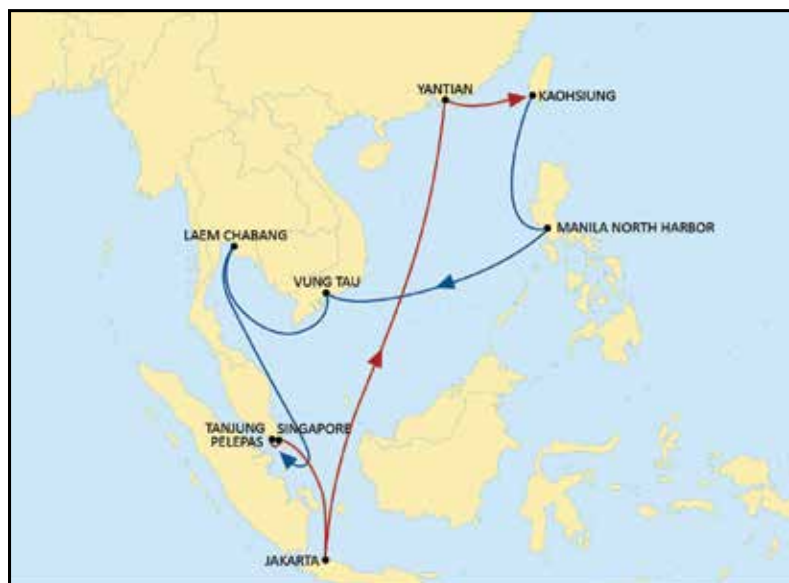 YANTIAN
KAOHSIUNG
LAEM CHABANG
MANILA NORTH HARBOR
VUNG TAU
TANJUNG
PELEPAS
SINGAPORE
JAKARTA